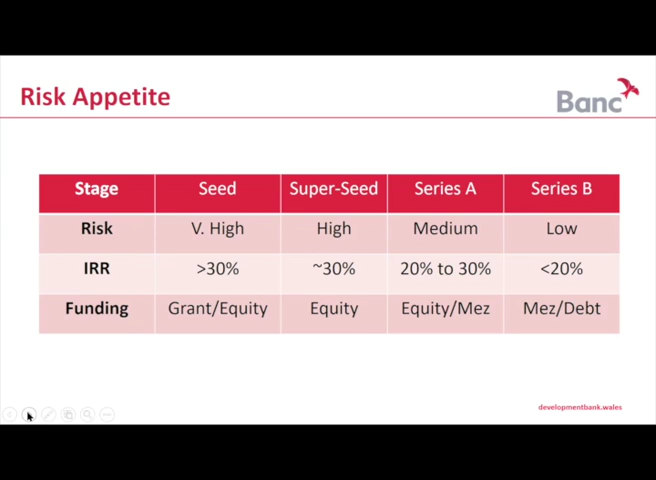 Risk Appetite
Banc
Stage Seed Super-Seed Series A Series B
Risk V. High High Medium Low
IRR >30% ~30% 20% to 30% <20%
Funding Grant/Equity Equity Equity/Mez Mez/Debt
developmentbank.wales